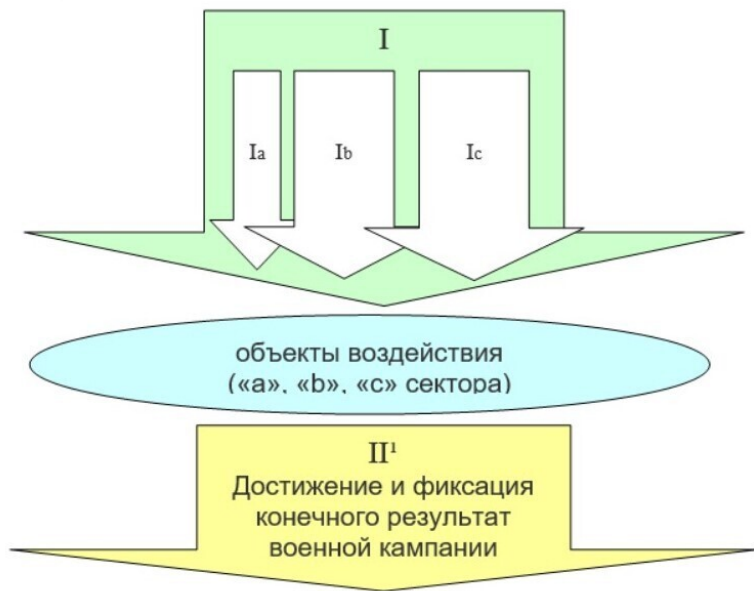 I
Ia Ib Ic
объекты воздействия
(«а», «b», «с» сектора)
II¹
Достижение и фиксация
конечного результат
военной кампании